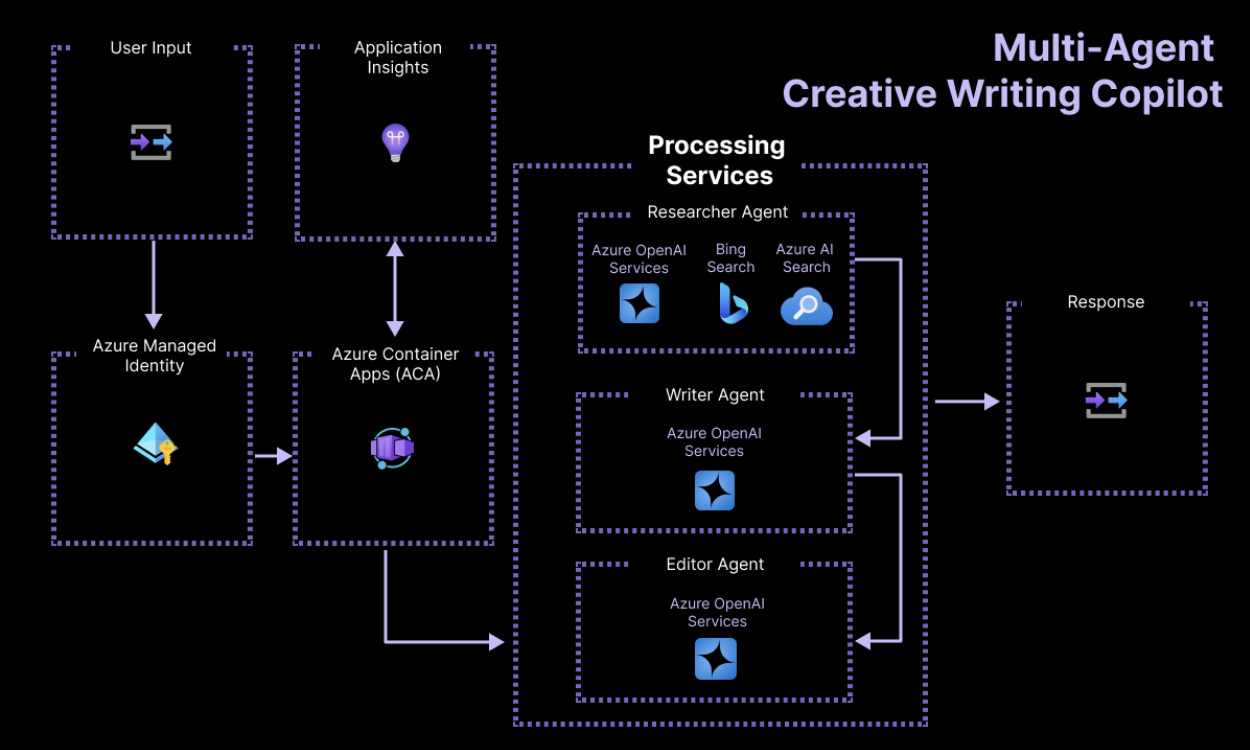 Multi-Agent
Creative Writing Copilot
User Input
Application
Insights
Azure Managed
Identity
Azure Container
Apps (ACA)
Processing
Services
Researcher Agent
Azure OpenAI
Services
Bing
Search
Azure AI
Search
Writer Agent
Azure OpenAI
Services
Editor Agent
Azure OpenAI
Services
Response